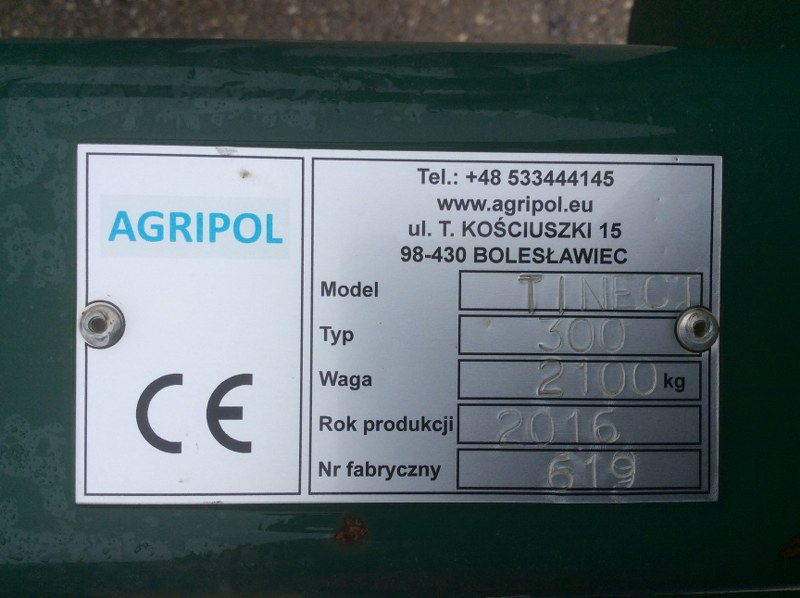 AGRIPOL
CE
Tel.: +48 533444145
www.agripol.eu
ul. T. KOŚCIUSZKI 15
98-430 BOLESŁAWIEC
Model TINECI
Typ 300
Waga 2100 kg
Rok produkcji 2016
Nr fabryczny 619